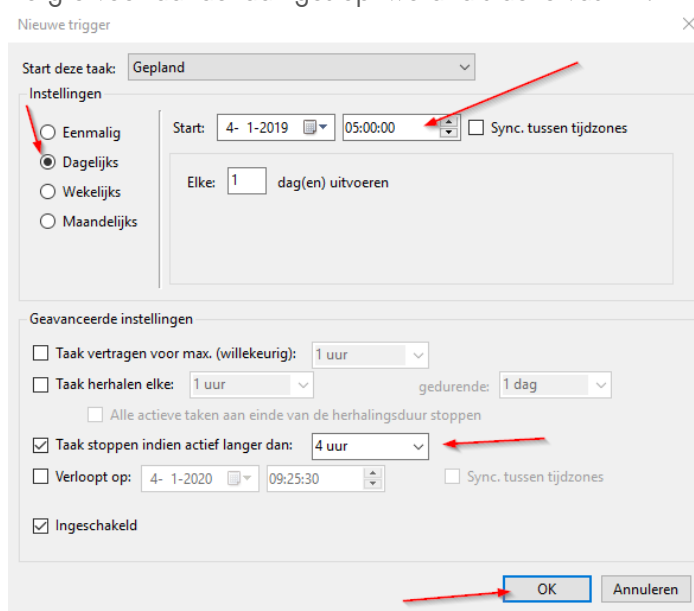 Nieuwe trigger
Start deze taak: Gepland
Instellingen
Eenmalig
Dagelijks
Wekelijks
Maandelijks
Start: 4- 1-2019 05:00:00 Sync. tussen tijdzones
Elke: 1 dag(en) uitvoeren
Geavanceerde instellingen
Taak vertragen voor max. (willekeurig): 1 uur
Taak herhalen elke: 1 uur gedurende: 1 dag
Alle actieve taken aan einde van de herhalingsduur stoppen
Taak stoppen indien actief langer dan: 4 uur
Verloopt op: 4- 1-2020 09:25:30 Sync. tussen tijdzones
Ingeschakeld
OK Annuleren